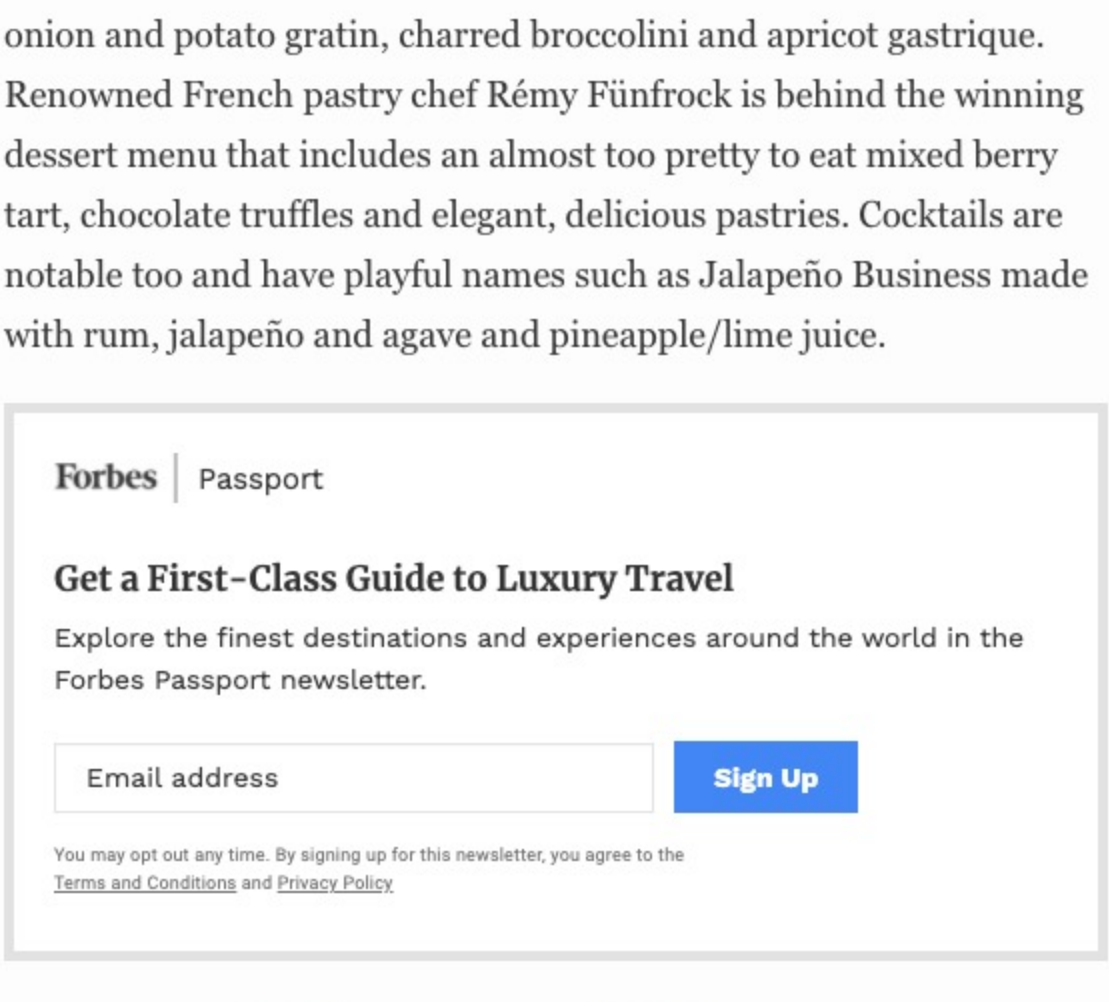 onion and potato gratin, charred broccolini and apricot gastrique.
Renowned French pastry chef Rémy Fünfrock is behind the winning
dessert menu that includes an almost too pretty to eat mixed berry
tart, chocolate truffles and elegant, delicious pastries. Cocktails are
notable too and have playful names such as Jalapeño Business made
with rum, jalapeño and agave and pineapple/lime juice.
Forbes | Passport
Get a First-Class Guide to Luxury Travel
Explore the finest destinations and experiences around the world in the
Forbes Passport newsletter.
Email address Sign Up
You may opt out any time. By signing up for this newsletter, you agree to the
Terms and Conditions and Privacy Policy